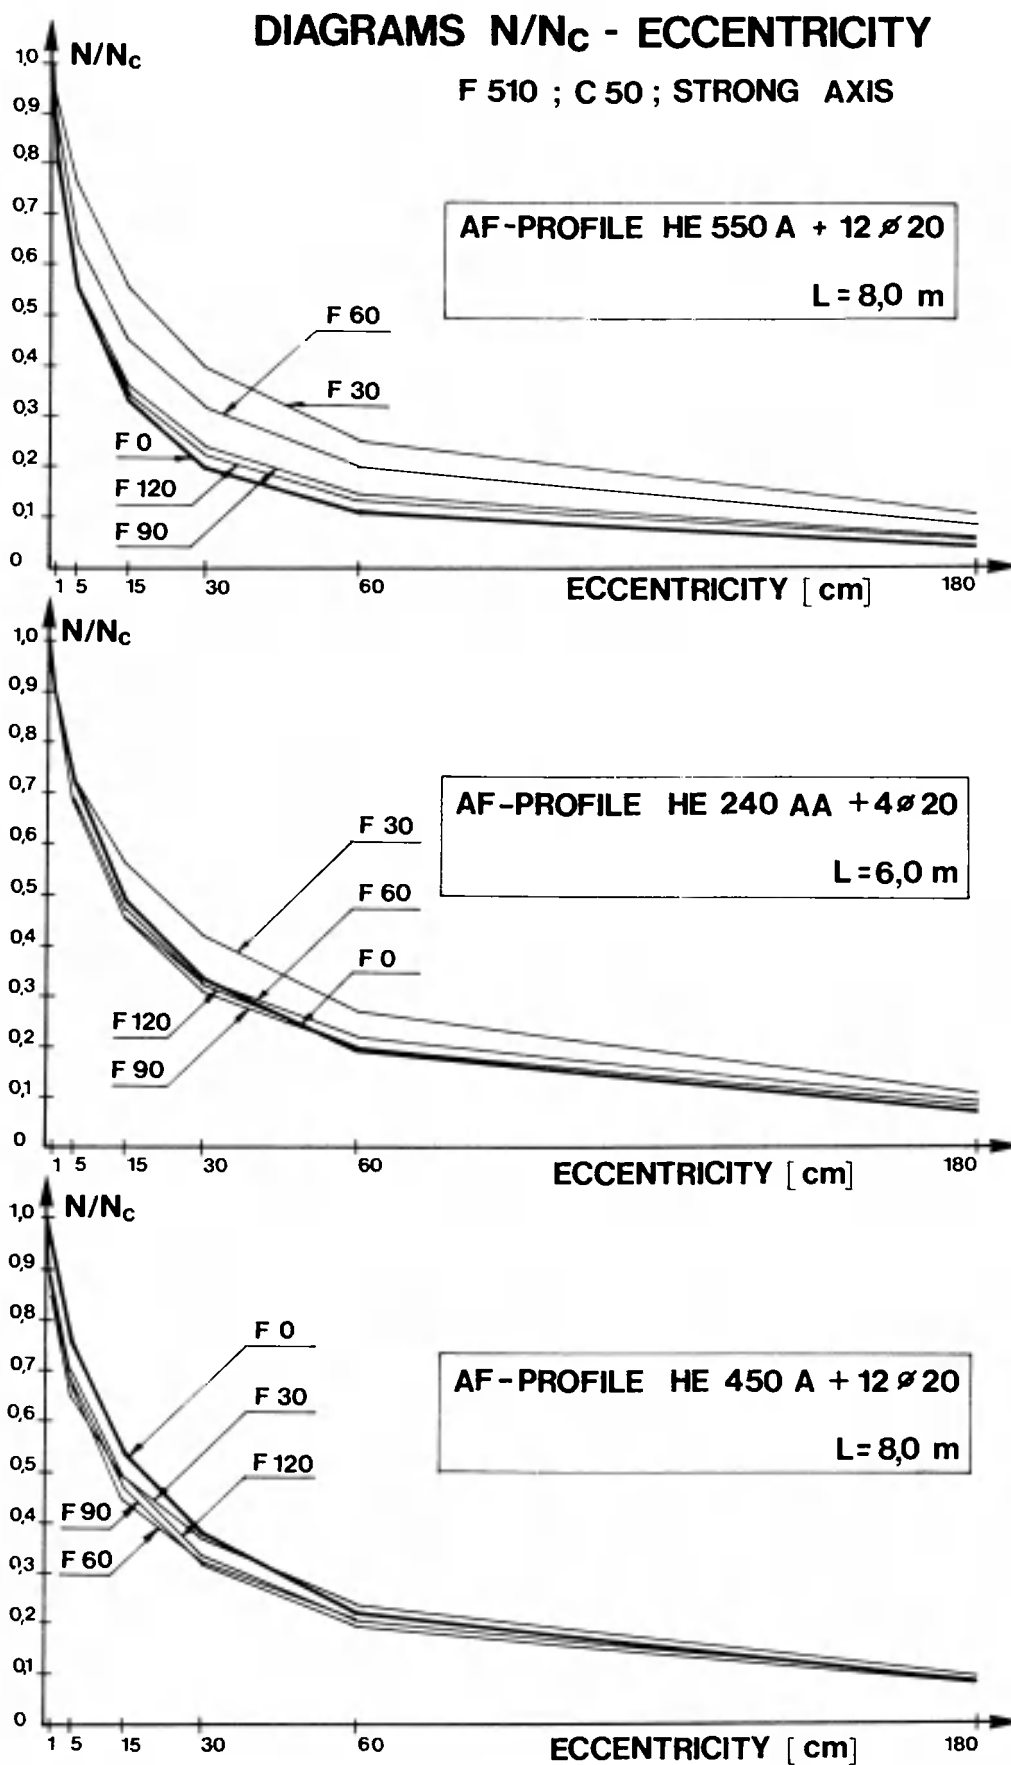 DIAGRAMS N/Nc - ECCENTRICITY
F 510 ; C 50 ; STRONG AXIS
N/Nc
1,0
0,9
0,8
0,7
0,6
0,5
0,4
0,3
0,2
0,1
0
AF-PROFILE HE 550 A + 12 ø 20
L = 8,0 m
F 60
F 30
F 0
F 120
F 90
1 5 15 30 60 ECCENTRICITY [ cm] 180
N/Nc
1,0
0,9
0,8
0,7
0,6
0,5
0,4
0,3
0,2
0,1
0
AF-PROFILE HE 240 AA + 4 ø 20
L = 6,0 m
F 30
F 60
F 0
F 120
F 90
1 5 15 30 60 ECCENTRICITY [ cm] 180
N/Nc
1,0
0,9
0,8
0,7
0,6
0,5
0,4
0,3
0,2
0,1
0
AF-PROFILE HE 450 A + 12 ø 20
L = 8,0 m
F 0
F 30
F 120
F 90
F 60
1 5 15 30 60 ECCENTRICITY [ cm] 180